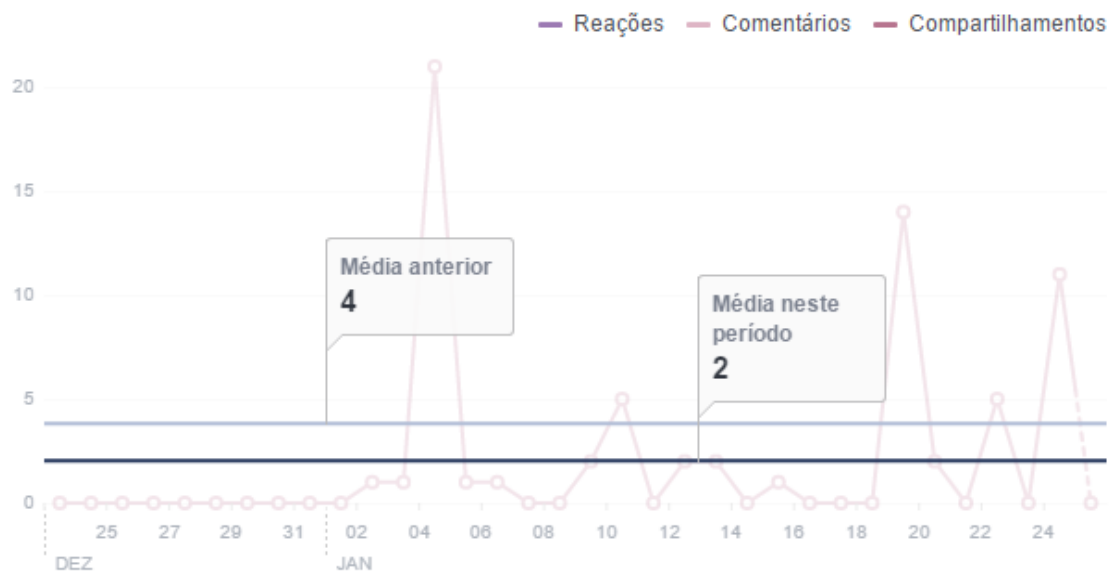 Reações Comentários Compartilhamentos
20
15
Média anterior
4
10
Média neste
período
2
5
0
25 27 29 31 02 04 06 08 10 12 14 16 18 20 22 24
DEZ JAN